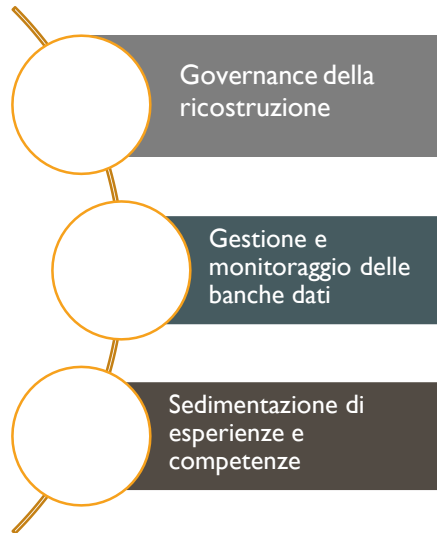 Governance della
ricostruzione
Gestione e
monitoraggio delle
banche dati
Sedimentazione di
esperienze e
competenze